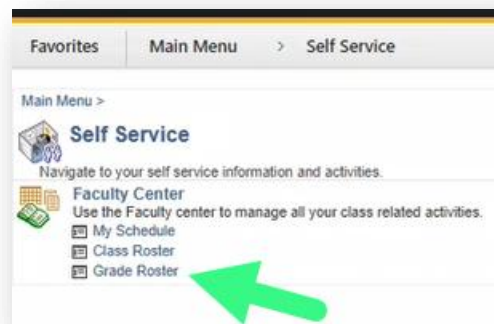 Favorites Main Menu > Self Service
Main Menu >
Self Service
Navigate to your self service information and activities.
Faculty Center
Use the Faculty center to manage all your class related activities.
My Schedule
Class Roster
Grade Roster